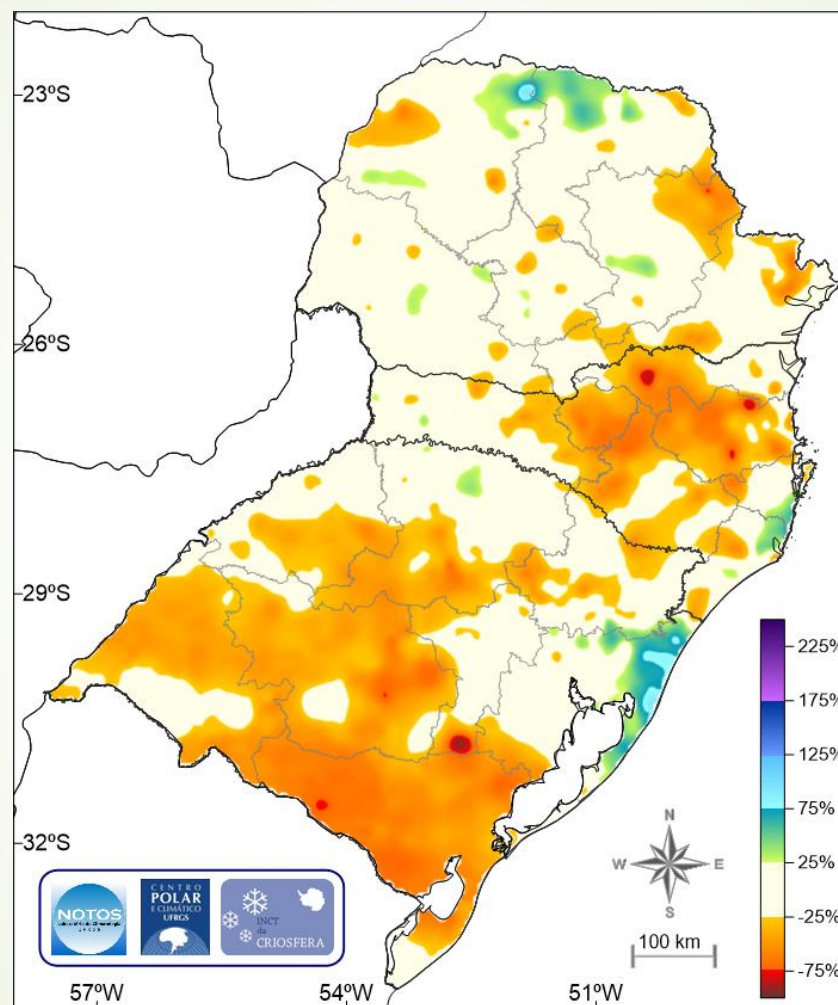 23ºS
26ºS
29ºS
32ºS
57ºW
54ºW
51ºW
225%
175%
125%
75%
25%
-25%
-75%
N
W
E
S
100 km
NOTOS
CENTRO
POLAR
E CLIMÁTICO
UFRGS
INCT
da
CRIOSFERA